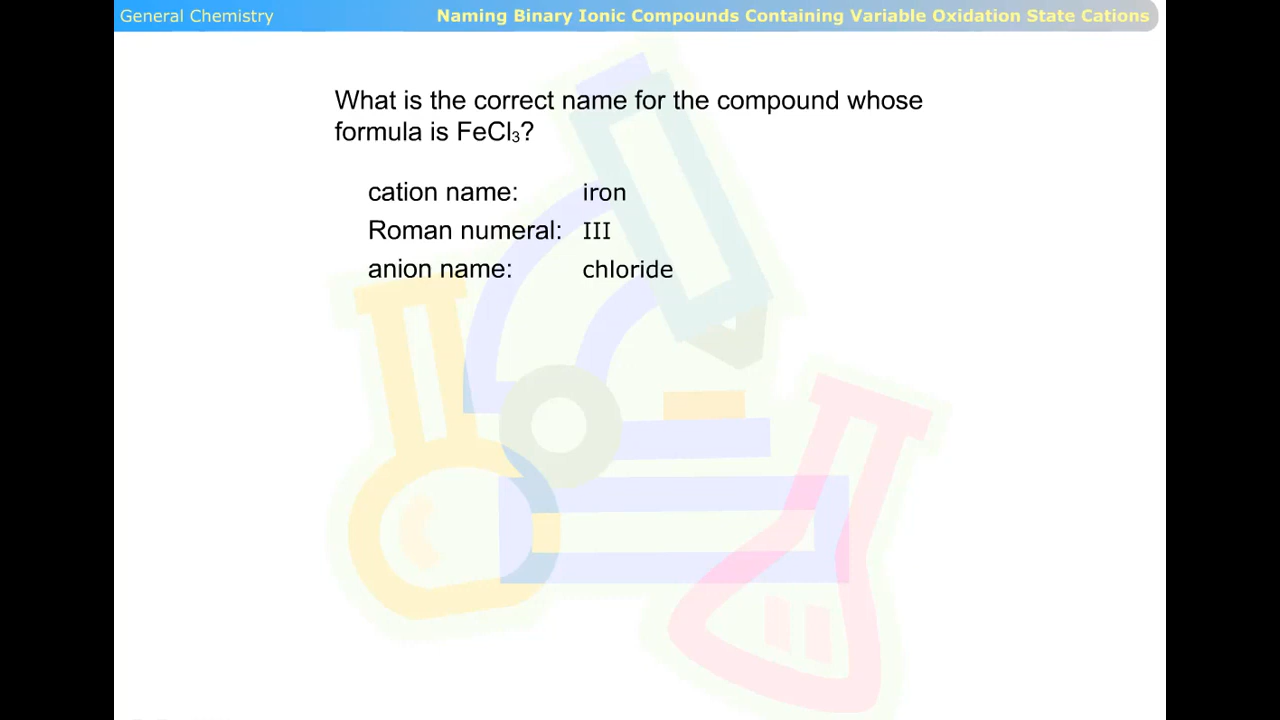 General Chemistry
Naming Binary Ionic Compounds Containing Variable Oxidation State Cations
What is the correct name for the compound whose
formula is FeCl₃?
cation name: iron
Roman numeral: III
anion name: chloride